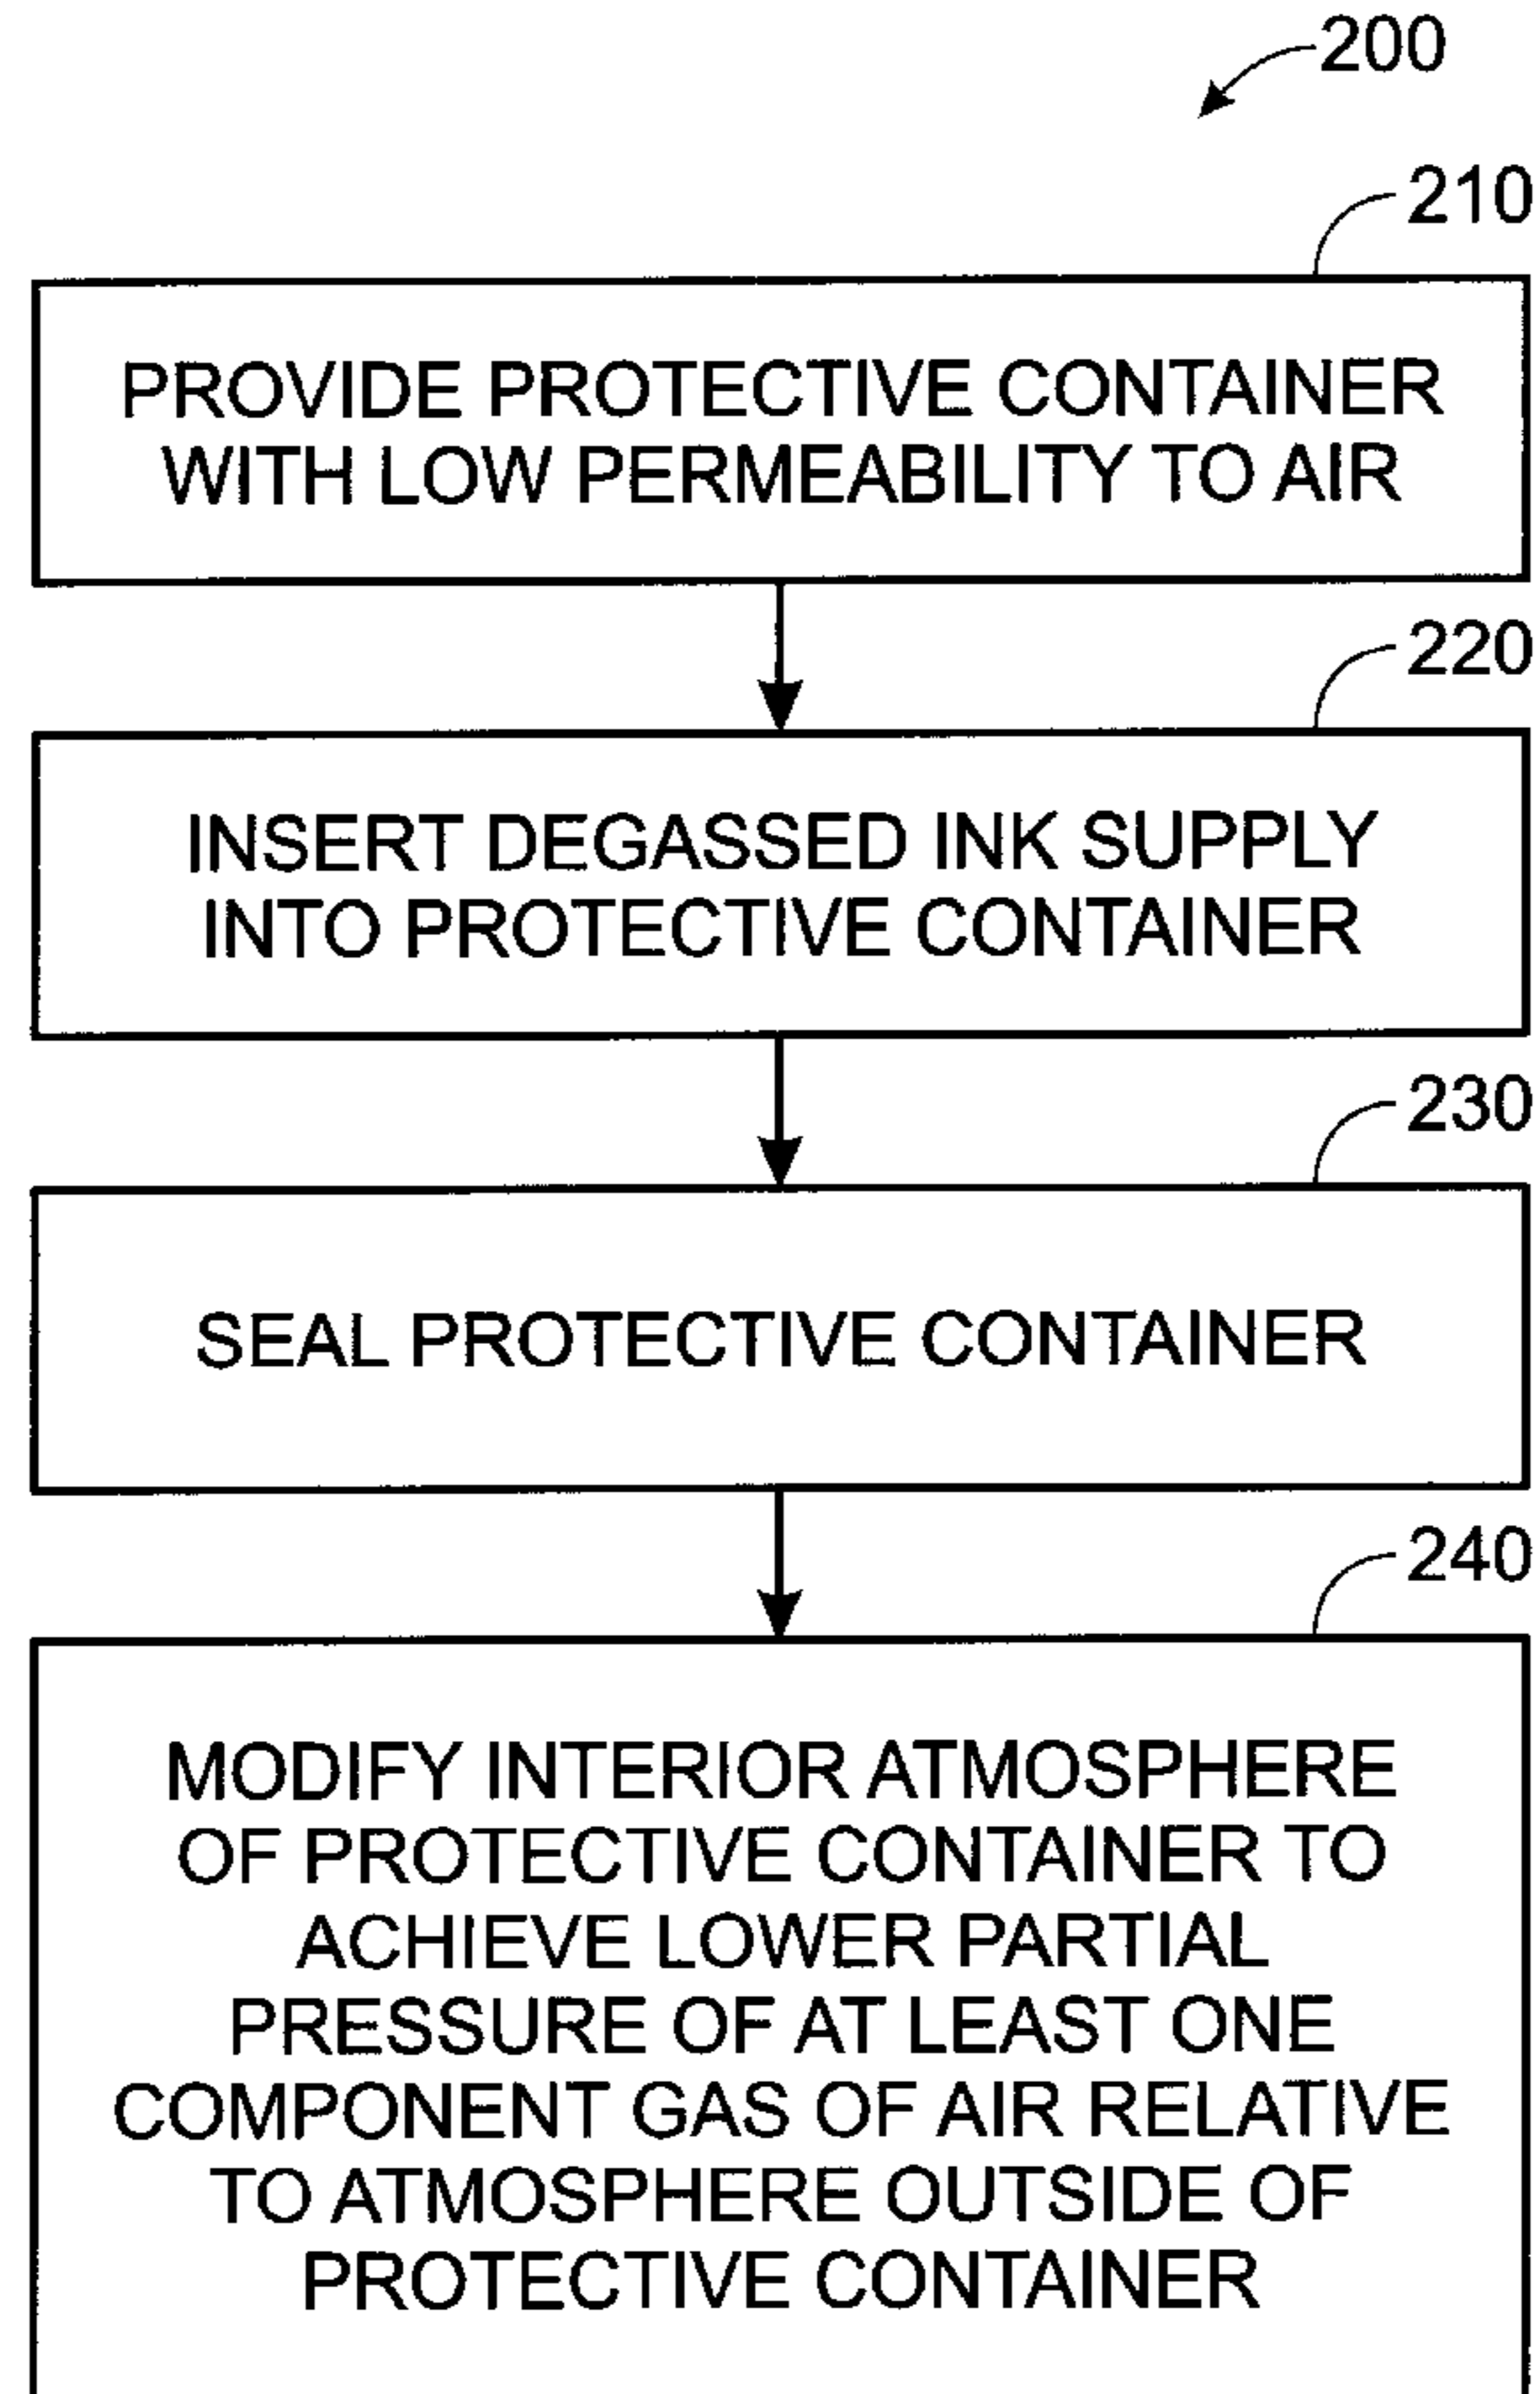 200
210
PROVIDE PROTECTIVE CONTAINER
WITH LOW PERMEABILITY TO AIR
220
INSERT DEGASSED INK SUPPLY
INTO PROTECTIVE CONTAINER
230
SEAL PROTECTIVE CONTAINER
240
MODIFY INTERIOR ATMOSPHERE
OF PROTECTIVE CONTAINER TO
ACHIEVE LOWER PARTIAL
PRESSURE OF AT LEAST ONE
COMPONENT GAS OF AIR RELATIVE
TO ATMOSPHERE OUTSIDE OF
PROTECTIVE CONTAINER